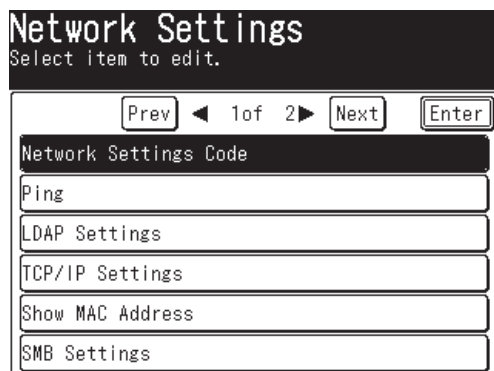 Network Settings
Select item to edit.
Prev ◀ 1of 2▶ Next Enter
Network Settings Code
Ping
LDAP Settings
TCP/IP Settings
Show MAC Address
SMB Settings